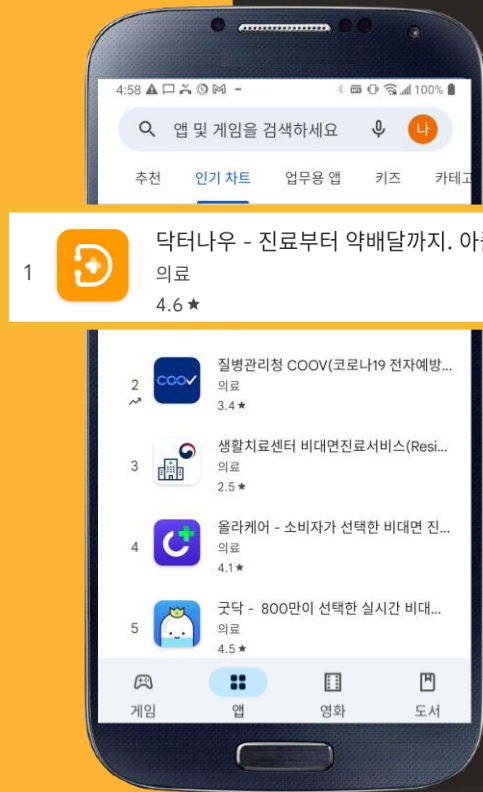 4:58
100%
앱 및 게임을 검색하세요
나
추천 인기 차트 업무용 앱 키즈 카테고
1
닥터나우 - 진료부터 약배달까지. 아플
의료
4.6 ★
2
COOV
질병관리청 COOV(코로나19 전자예방...
의료
3.4 ★
3
생활치료센터 비대면진료서비스(Resi...
의료
2.5 ★
4
올라케어 - 소비자가 선택한 비대면 진...
의료
4.1 ★
5
굿닥 - 800만이 선택한 실시간 비대...
의료
4.5 ★
게임 앱 영화 도서